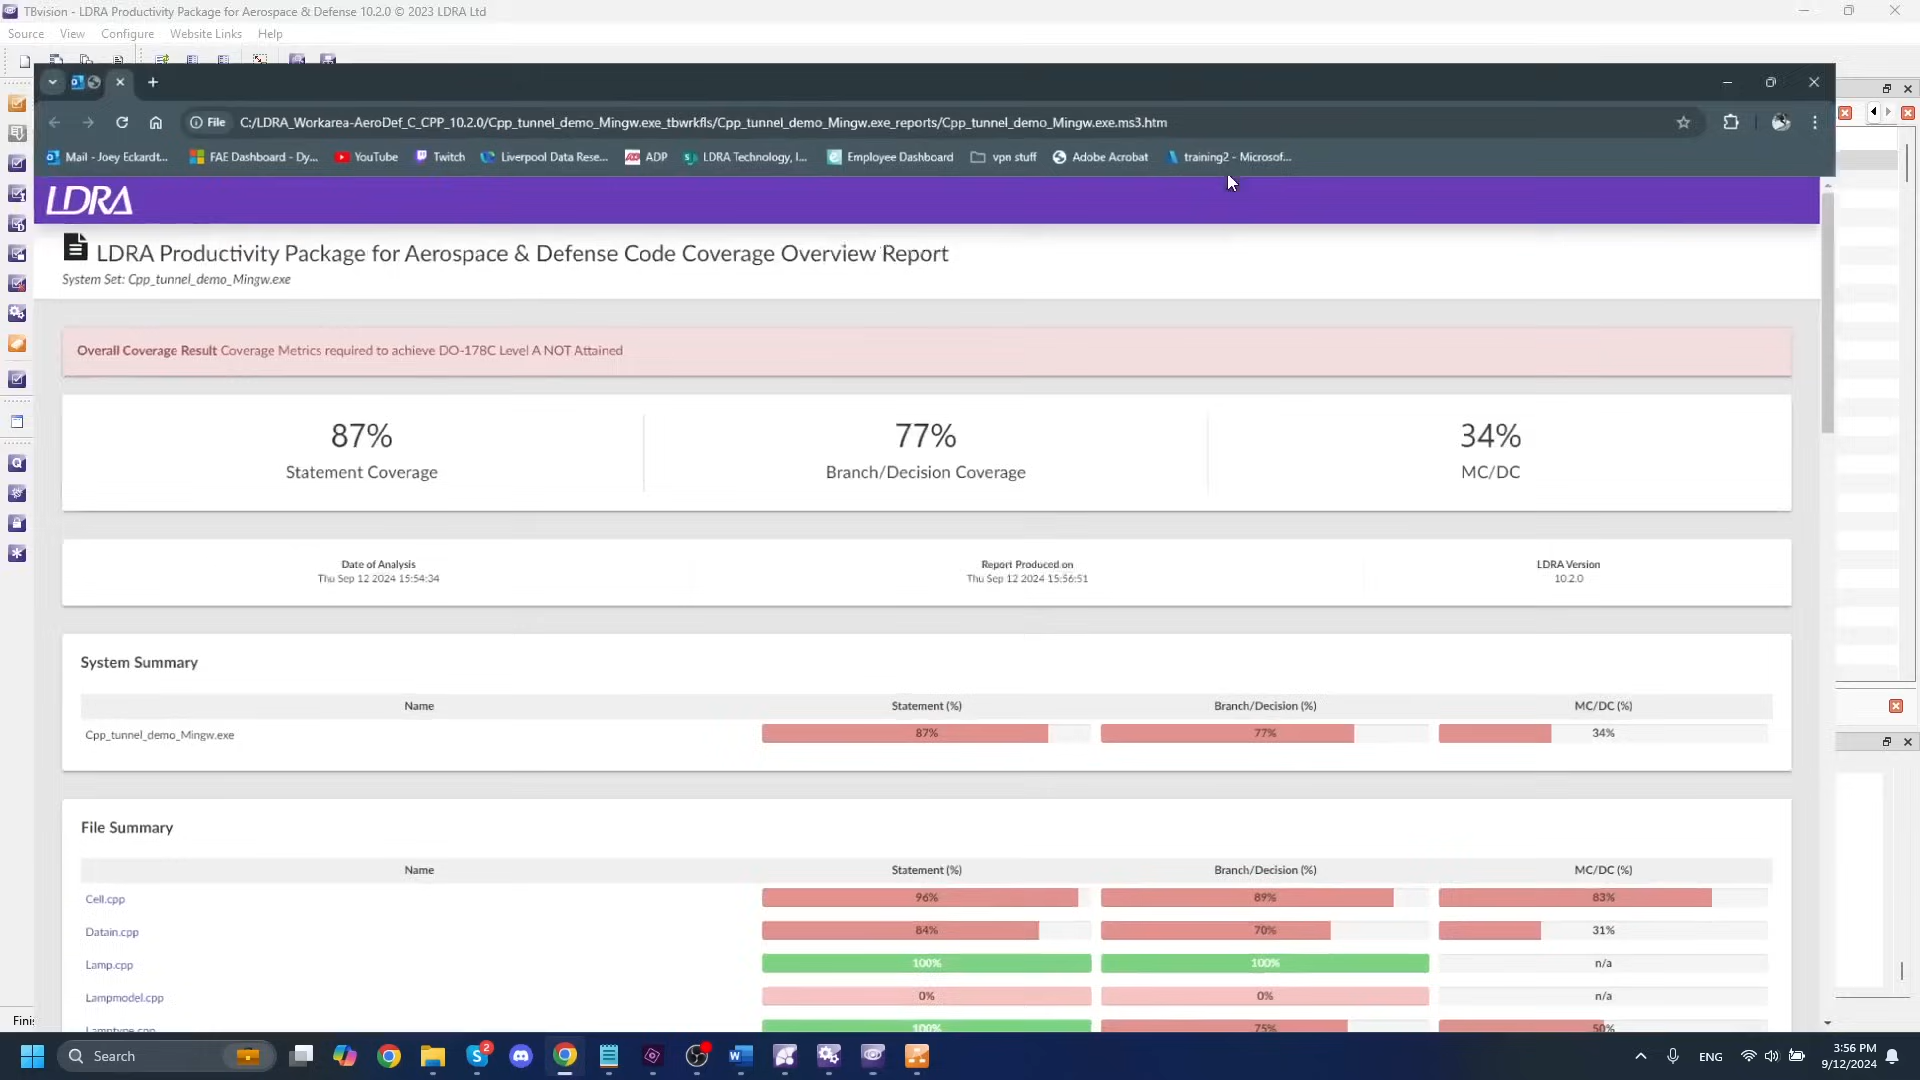 TBvision - LDRA Productivity Package for Aerospace & Defense 10.2.0 © 2023 LDRA Ltd
Source View Configure Website Links Help
File C:/LDRA_Workarea-AeroDef_C_CPP_10.2.0/Cpp_tunnel_demo_Mingw.exe_tbwrkfls/Cpp_tunnel_demo_Mingw.exe_reports/Cpp_tunnel_demo_Mingw.exe.ms3.htm
Mail - Joey Eckardt... FAE Dashboard - Dy... YouTube Twitch Liverpool Data Rese... ADP LDRA Technology, I... Employee Dashboard vpn stuff Adobe Acrobat training2 - Microsof...
LDRA
LDRA Productivity Package for Aerospace & Defense Code Coverage Overview Report
System Set: Cpp_tunnel_demo_Mingw.exe
Overall Coverage Result Coverage Metrics required to achieve DO-178C Level A NOT Attained
87% 77% 34%
Statement Coverage Branch/Decision Coverage MC/DC
Date of Analysis Report Produced on LDRA Version
Thu Sep 12 2024 15:54:34 Thu Sep 12 2024 15:56:51 10.2.0
System Summary
Name Statement (%) Branch/Decision (%) MC/DC (%)
Cpp_tunnel_demo_Mingw.exe 87% 77% 34%
File Summary
Name Statement (%) Branch/Decision (%) MC/DC (%)
Cell.cpp 96% 89% 83%
Datain.cpp 84% 70% 31%
Lamp.cpp 100% 100% n/a
Lampmodel.cpp 0% 0% n/a
Lamptype.cpp 100% 75% 50%
Finis
Search 2 ENG 3:56 PM
9/12/2024